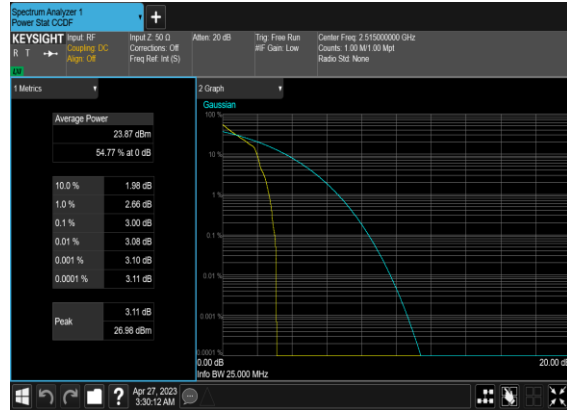 Spectrum Analyzer 1
Power Stat CCDF
KEYSIGHT
R T
LXI
Input: RF
Coupling: DC
Align: Off
Input Z: 50 Ω
Corrections: Off
Freq Ref: Int (S)
Atten: 20 dB
Trig: Free Run
#IF Gain: Low
Center Freq: 2.515000000 GHz
Counts: 1.00 M/1.00 Mpt
Radio Std: None
1 Metrics
Average Power
23.87 dBm
54.77 % at 0 dB
10.0 % 1.98 dB
1.0 % 2.66 dB
0.1 % 3.00 dB
0.01 % 3.08 dB
0.001 % 3.10 dB
0.0001 % 3.11 dB
Peak
3.11 dB
26.98 dBm
2 Graph
Gaussian
100 %
10 %
1 %
0.1 %
0.01 %
0.001 %
0.0001 %
0.00 dB
20.00 dB
Info BW 25.000 MHz
Apr 27, 2023
3:30:12 AM